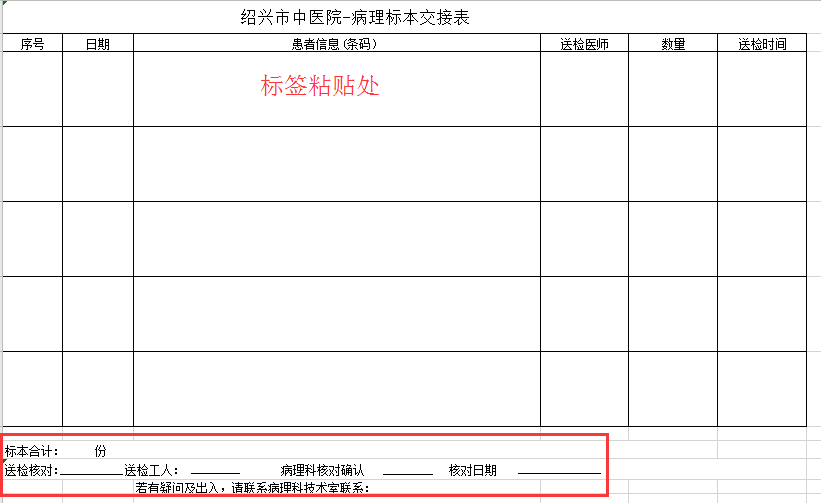 绍兴市中医院-病理标本交接表
序号 日期 患者信息(条码) 送检医师 数量 送检时间
标签粘贴处
标本合计： 份
送检核对：________ 送检工人：________ 病理科核对确认 ________ 核对日期 ________
若有疑问及出入，请联系病理科技术室联系：